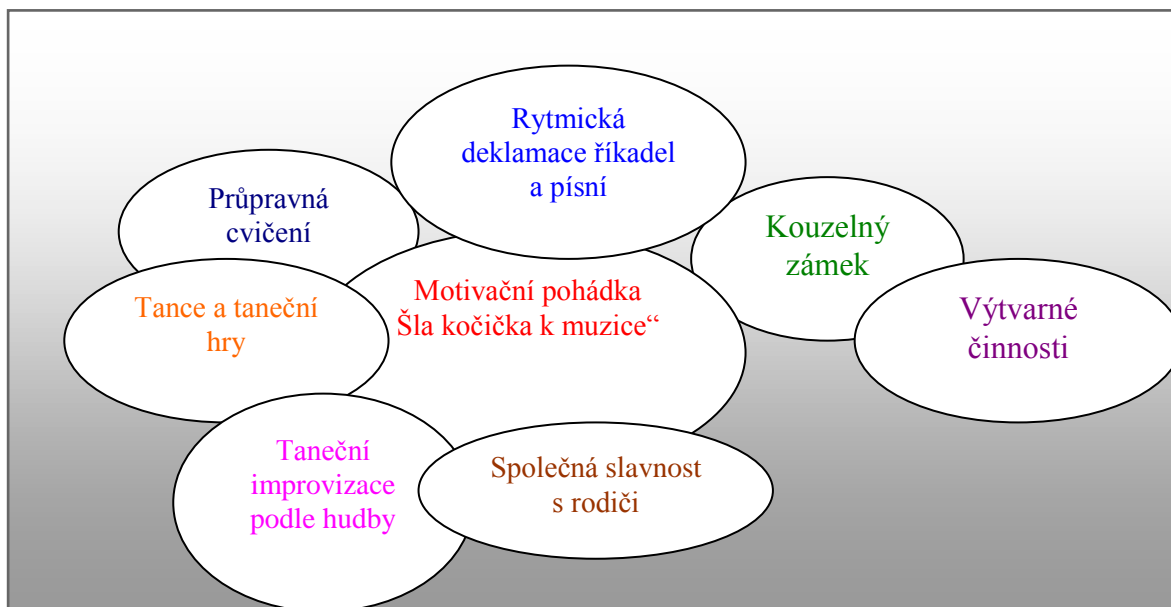 Rytmická
deklamace říkadel
a písní
Průpravná
cvičení
Kouzelný
zámek
Motivační pohádka
Šla kočička k muzice“
Tance a taneční
hry
Výtvarné
činnosti
Taneční
improvizace
podle hudby
Společná slavnost
s rodiči